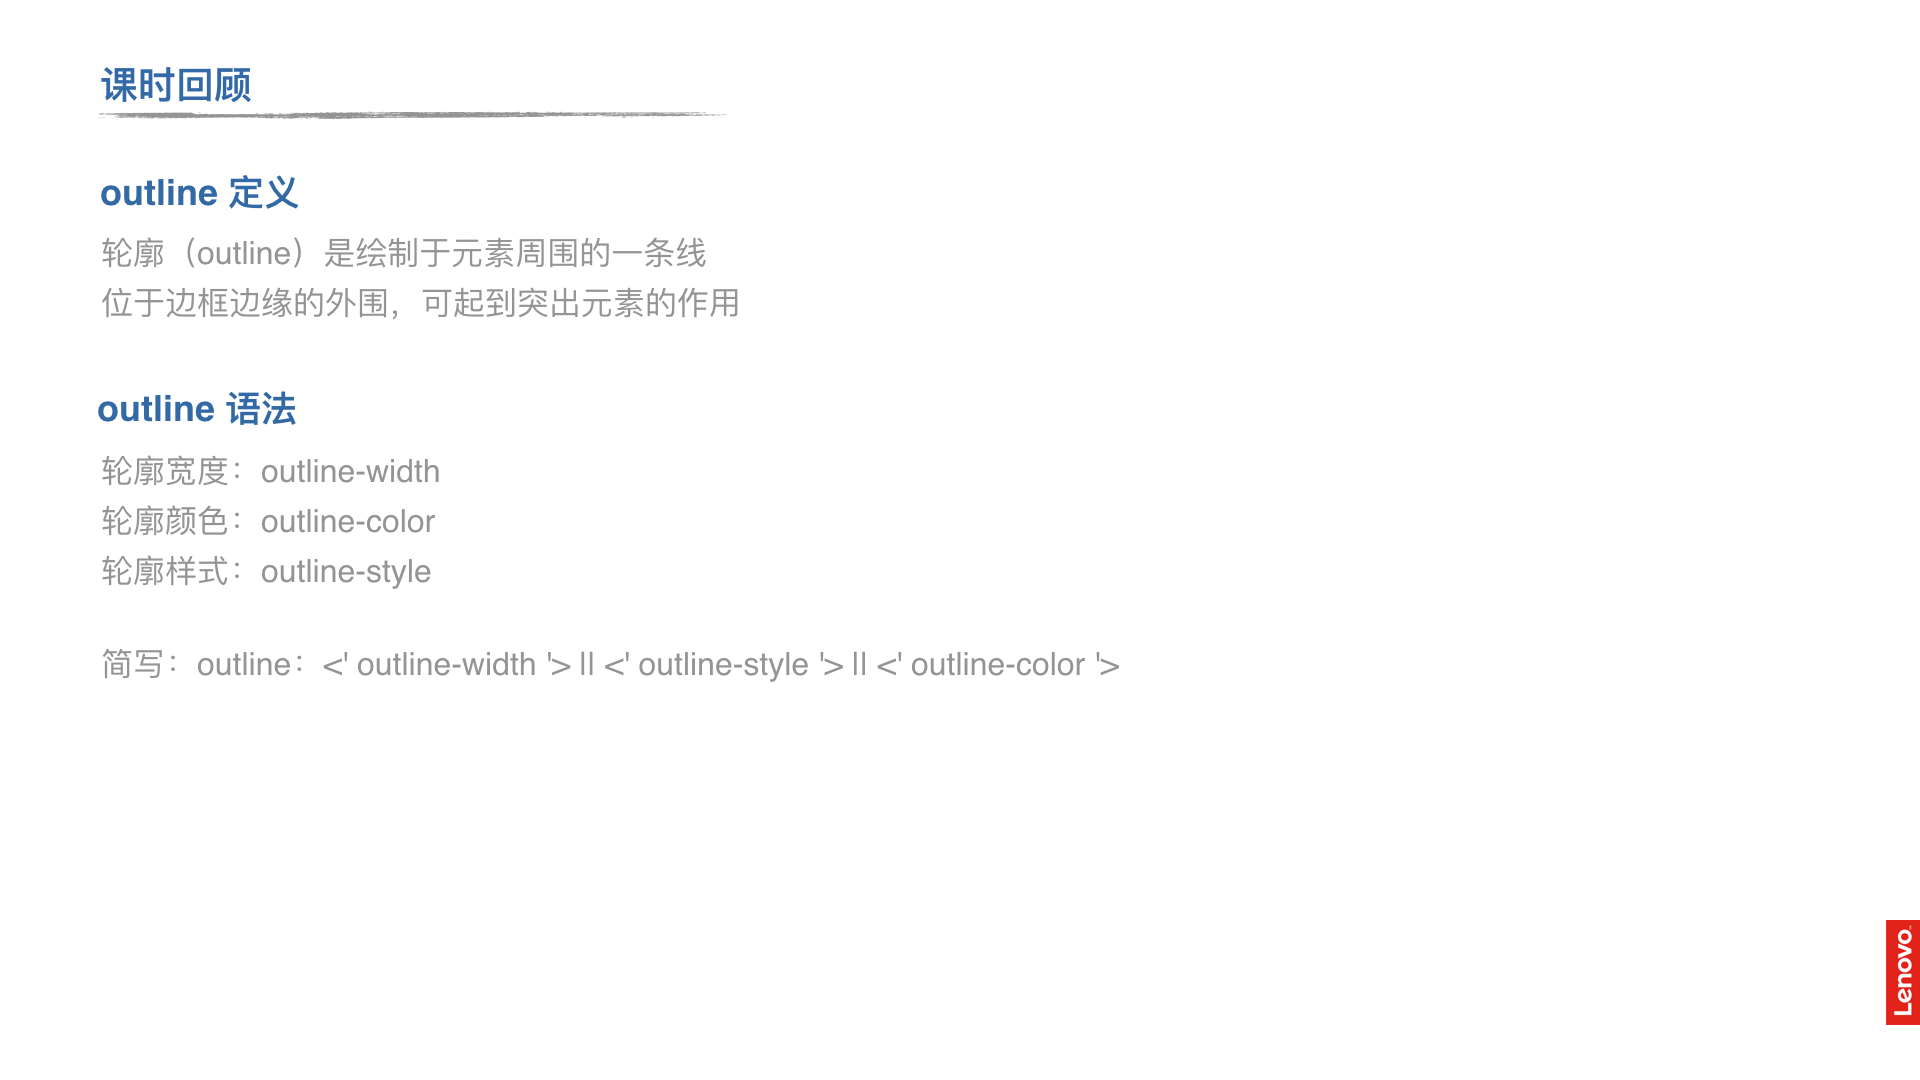 课时回顾
outline 定义
轮廓（outline）是绘制于元素周围的一条线
位于边框边缘的外围，可起到突出元素的作用
outline 语法
轮廓宽度：outline-width
轮廓颜色：outline-color
轮廓样式：outline-style
简写：outline：<' outline-width '> || <' outline-style '> || <' outline-color '>
Lenovo